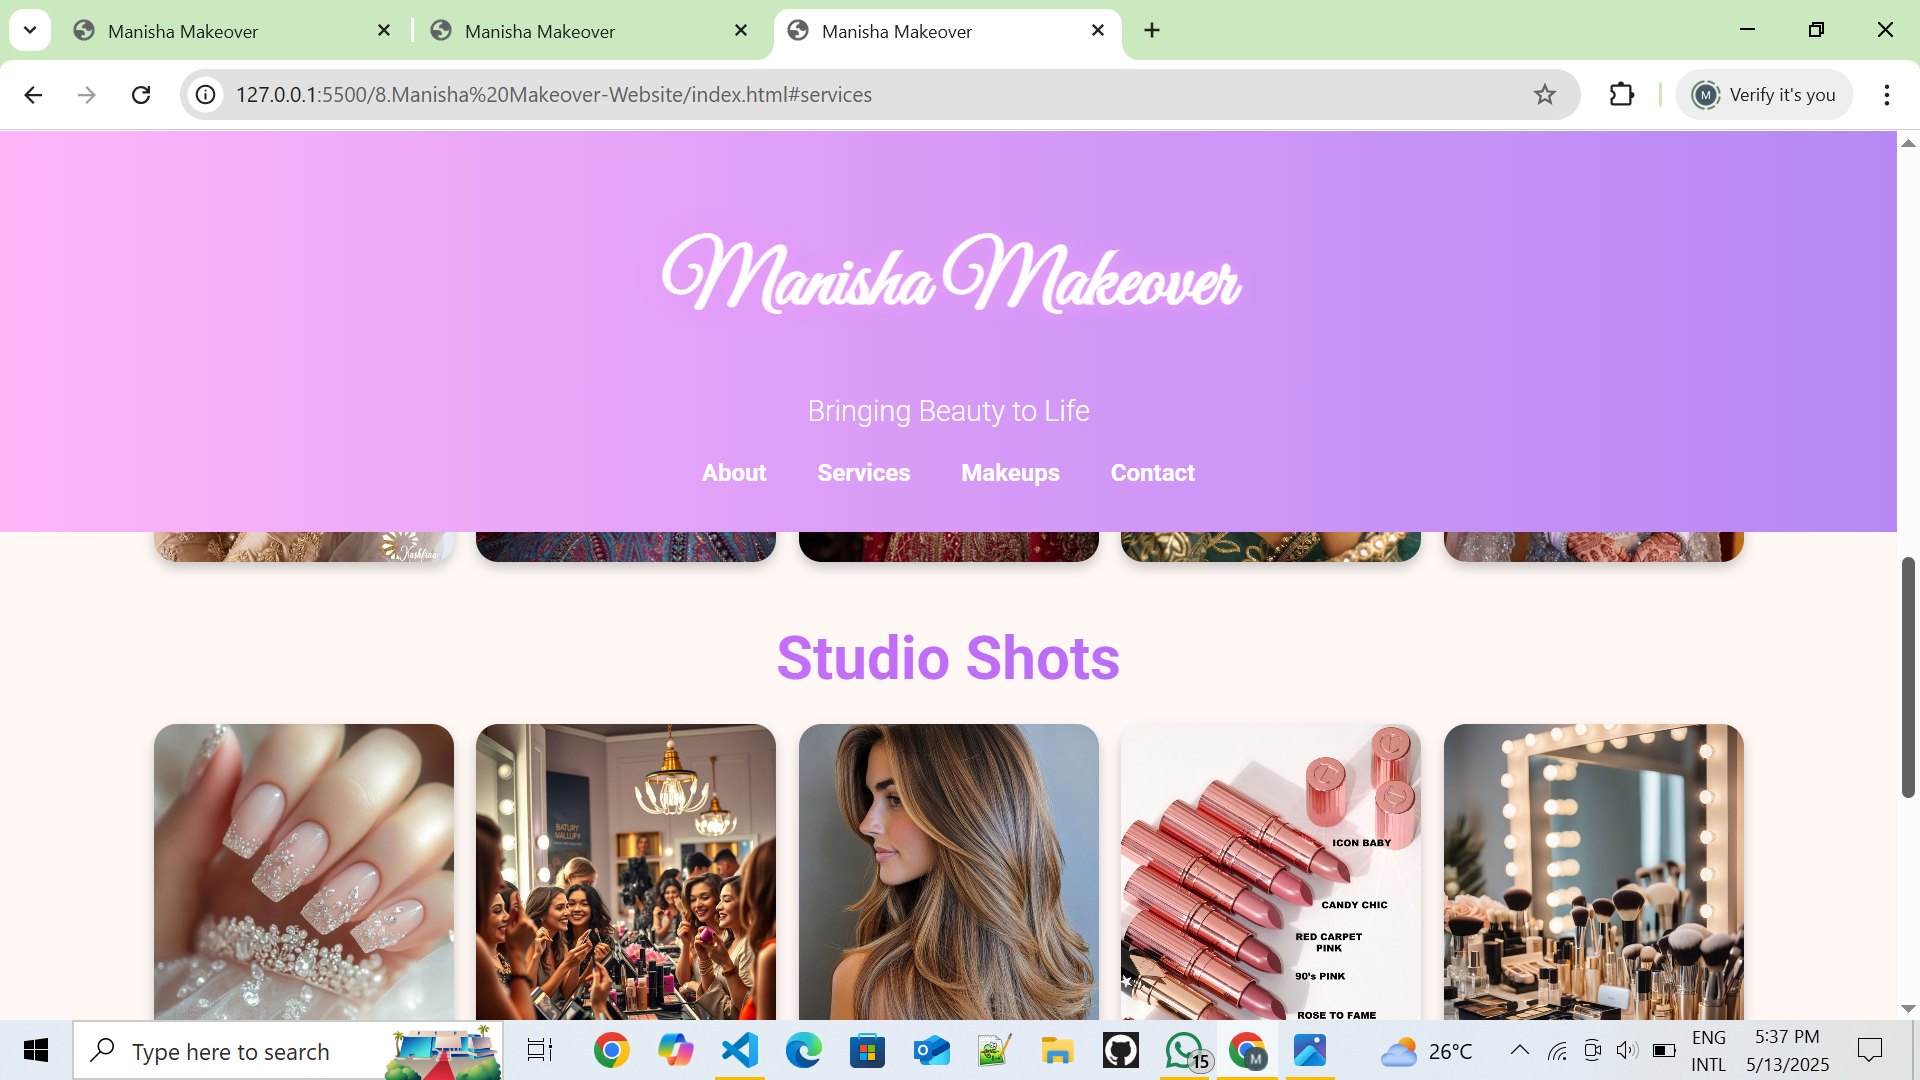 Manisha Makeover
Manisha Makeover
Manisha Makeover
127.0.0.1:5500/8.Manisha%20Makeover-Website/index.html#services
M
Verify it's you
Manisha Makeover
Bringing Beauty to Life
About Services Makeups Contact
Kashfiao
Studio Shots
BATURY
VALLUFY
ICON BABY
CANDY CHIC
RED CARPET
PINK
90's PINK
ROSE TO FAME
Type here to search
15
M
26°C
ENG
INTL
5:37 PM
5/13/2025